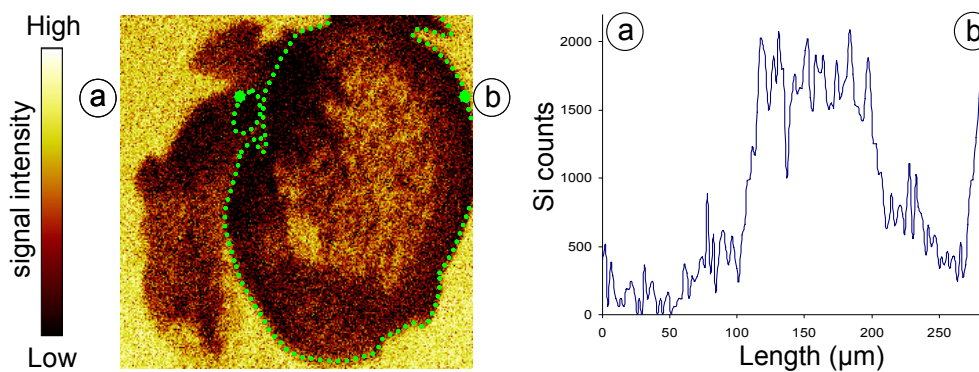 High
signal intensity
Low
a
b
a
b
Si counts
2000
1500
1000
500
0
0
50
100
150
200
250
Length (µm)